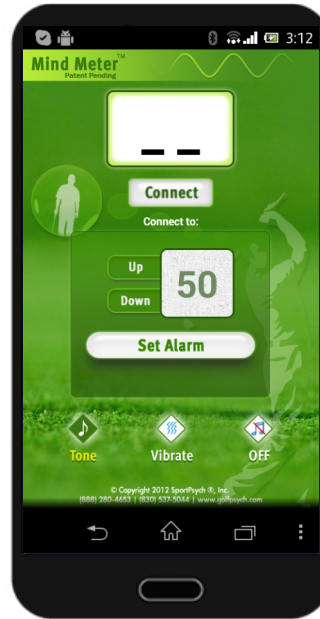 3:12
Mind Meter™
Patent Pending
_ _
Connect
Connect to:
Up
50
Down
Set Alarm
Tone
Vibrate
OFF
© Copyright 2012 SportPsych ®, Inc.
(888) 280-4653 | (830) 537-5044 | www.golfpsych.com